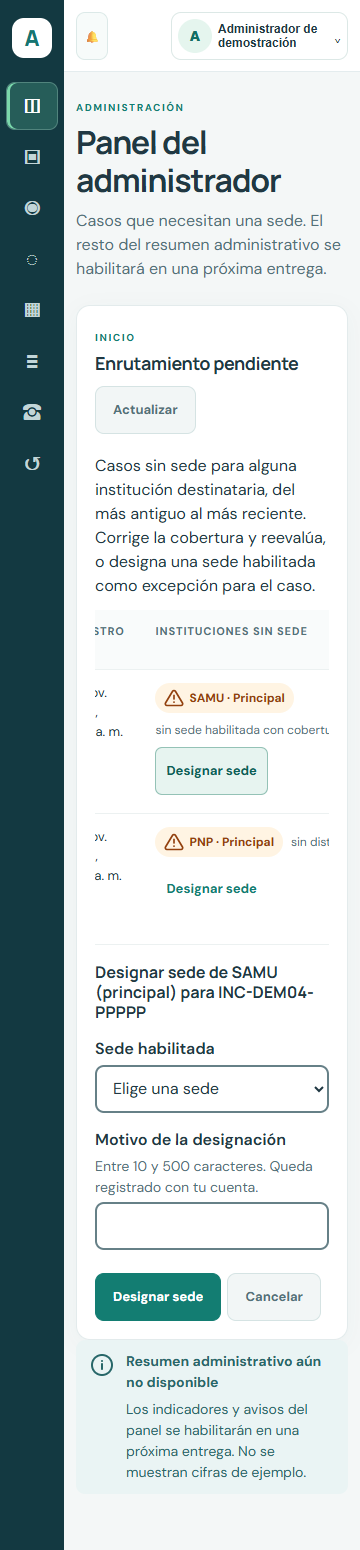 A
A
Administrador de
demostración
ADMINISTRACIÓN
Panel del
administrador
Casos que necesitan una sede. El
resto del resumen administrativo se
habilitará en una próxima entrega.
INICIO
Enrutamiento pendiente
Actualizar
Casos sin sede para alguna
institución destinataria, del
más antiguo al más reciente.
Corrige la cobertura y reevalúa,
o designa una sede habilitada
como excepción para el caso.
STRO INSTITUCIONES SIN SEDE
ov.
SAMU · Principal
,
a. m.
sin sede habilitada con cobertu
Designar sede
ov.
PNP · Principal sin dist
,
a. m.
Designar sede
Designar sede de SAMU
(principal) para INC-DEM04-
PPPPP
Sede habilitada
Elige una sede
Motivo de la designación
Entre 10 y 500 caracteres. Queda
registrado con tu cuenta.
Designar sede Cancelar
Resumen administrativo aún
no disponible
Los indicadores y avisos del
panel se habilitarán en una
próxima entrega. No se
muestran cifras de ejemplo.